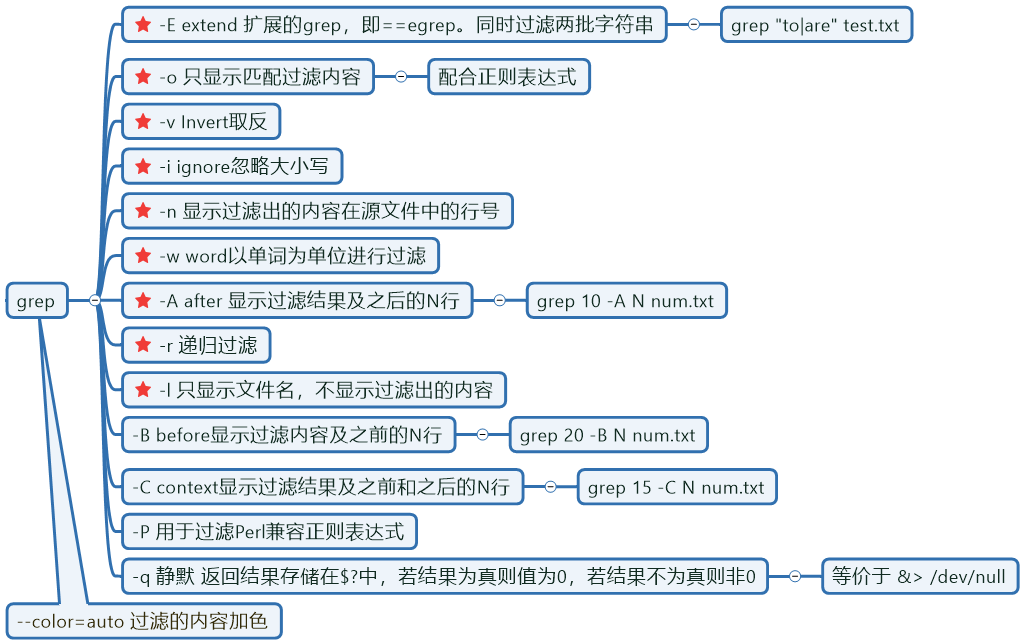 -E extend 扩展的grep，即==egrep。同时过滤两批字符串
grep "to|are" test.txt
-o 只显示匹配过滤内容
配合正则表达式
-v Invert取反
-i ignore忽略大小写
-n 显示过滤出的内容在源文件中的行号
-w word以单词为单位进行过滤
grep
-A after 显示过滤结果及之后的N行
grep 10 -A N num.txt
-r 递归过滤
-l 只显示文件名，不显示过滤出的内容
-B before显示过滤内容及之前的N行
grep 20 -B N num.txt
-C context显示过滤结果及之前和之后的N行
grep 15 -C N num.txt
-P 用于过滤Perl兼容正则表达式
-q 静默 返回结果存储在$?中，若结果为真则值为0，若结果不为真则非0
等价于 &> /dev/null
--color=auto 过滤的内容加色